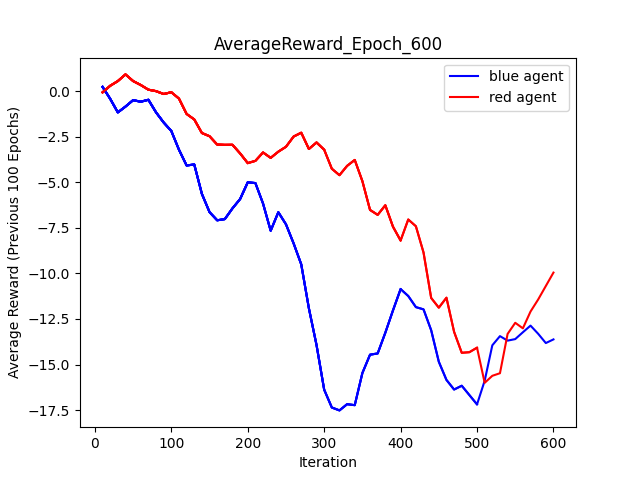 AverageReward_Epoch_600
blue agent
red agent
Average Reward (Previous 100 Epochs)
0.0
−2.5
−5.0
−7.5
−10.0
−12.5
−15.0
−17.5
0 100 200 300 400 500 600
Iteration